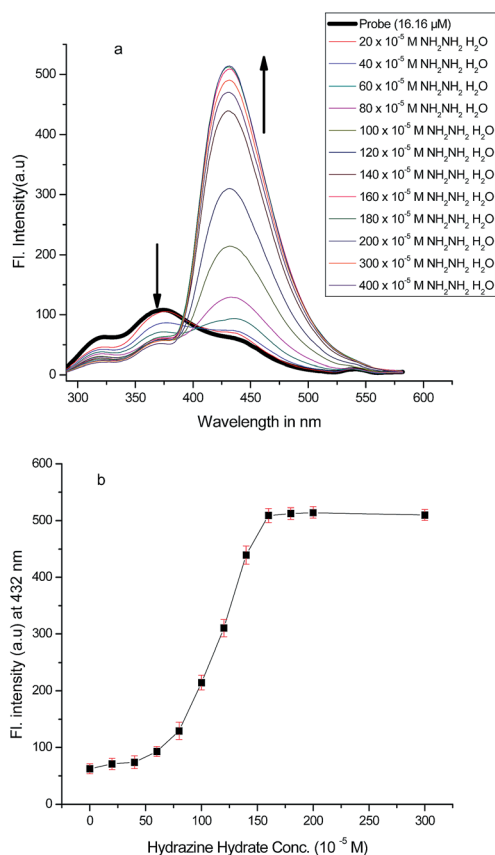 a
Probe (16.16 µM)
20 x 10⁻⁵ M NH₂NH₂ H₂O
40 x 10⁻⁵ M NH₂NH₂ H₂O
60 x 10⁻⁵ M NH₂NH₂ H₂O
80 x 10⁻⁵ M NH₂NH₂ H₂O
100 x 10⁻⁵ M NH₂NH₂ H₂O
120 x 10⁻⁵ M NH₂NH₂ H₂O
140 x 10⁻⁵ M NH₂NH₂ H₂O
160 x 10⁻⁵ M NH₂NH₂ H₂O
180 x 10⁻⁵ M NH₂NH₂ H₂O
200 x 10⁻⁵ M NH₂NH₂ H₂O
300 x 10⁻⁵ M NH₂NH₂ H₂O
400 x 10⁻⁵ M NH₂NH₂ H₂O
Fl. Intensity(a.u)
500
400
300
200
100
0
300 350 400 450 500 550 600
Wavelength in nm
b
Fl. intensity (a.u) at 432 nm
600
500
400
300
200
100
0
0 50 100 150 200 250 300
Hydrazine Hydrate Conc. (10⁻⁵ M)